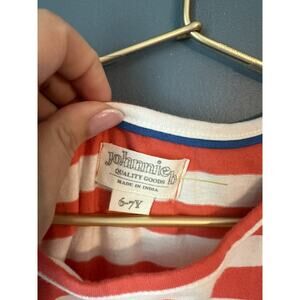 Johnnie b
QUALITY GOODS
MADE IN INDIA
6-7Y